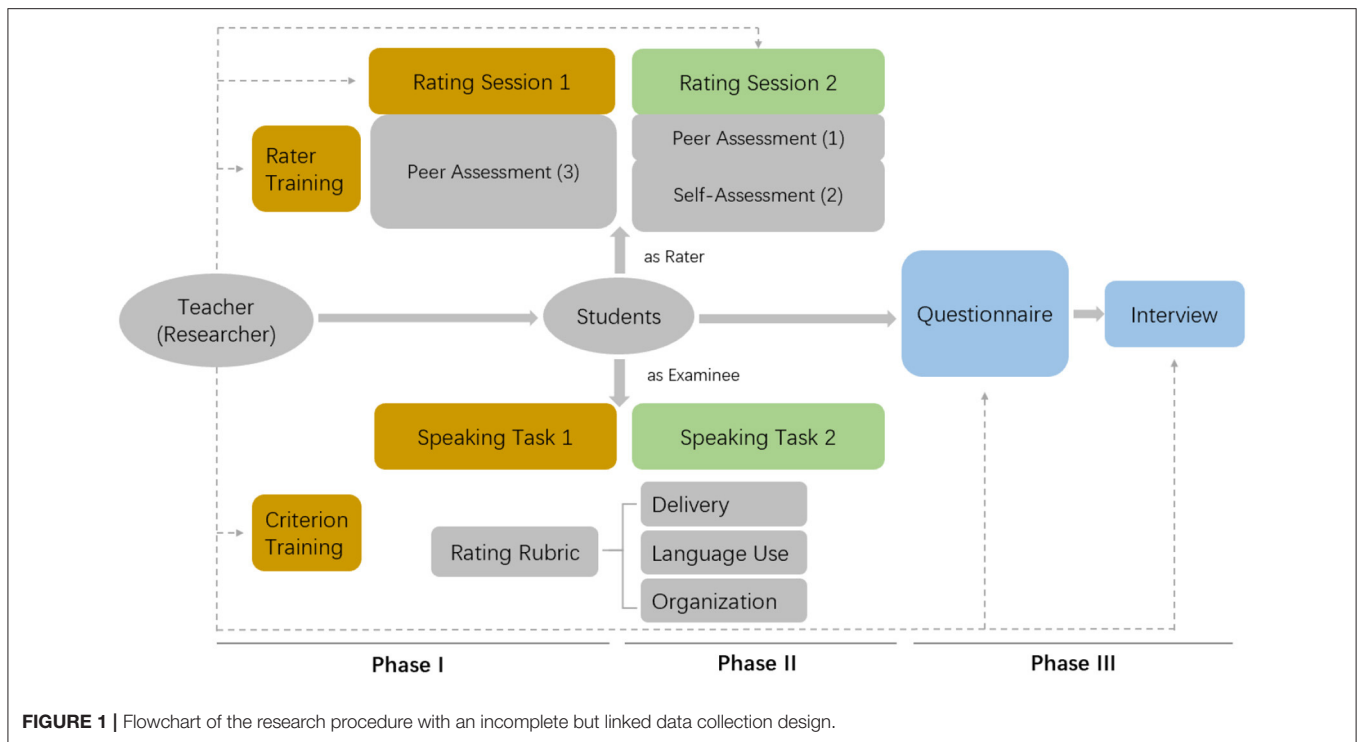 Rating Session 1
Rating Session 2
Rater
Training
Peer Assessment (3)
Peer Assessment (1)
Self-Assessment (2)
as Rater
Teacher
(Researcher)
Students
Questionnaire
Interview
as Examinee
Speaking Task 1
Speaking Task 2
Criterion
Training
Rating Rubric
Delivery
Language Use
Organization
Phase I
Phase II
Phase III
FIGURE 1 | Flowchart of the research procedure with an incomplete but linked data collection design.